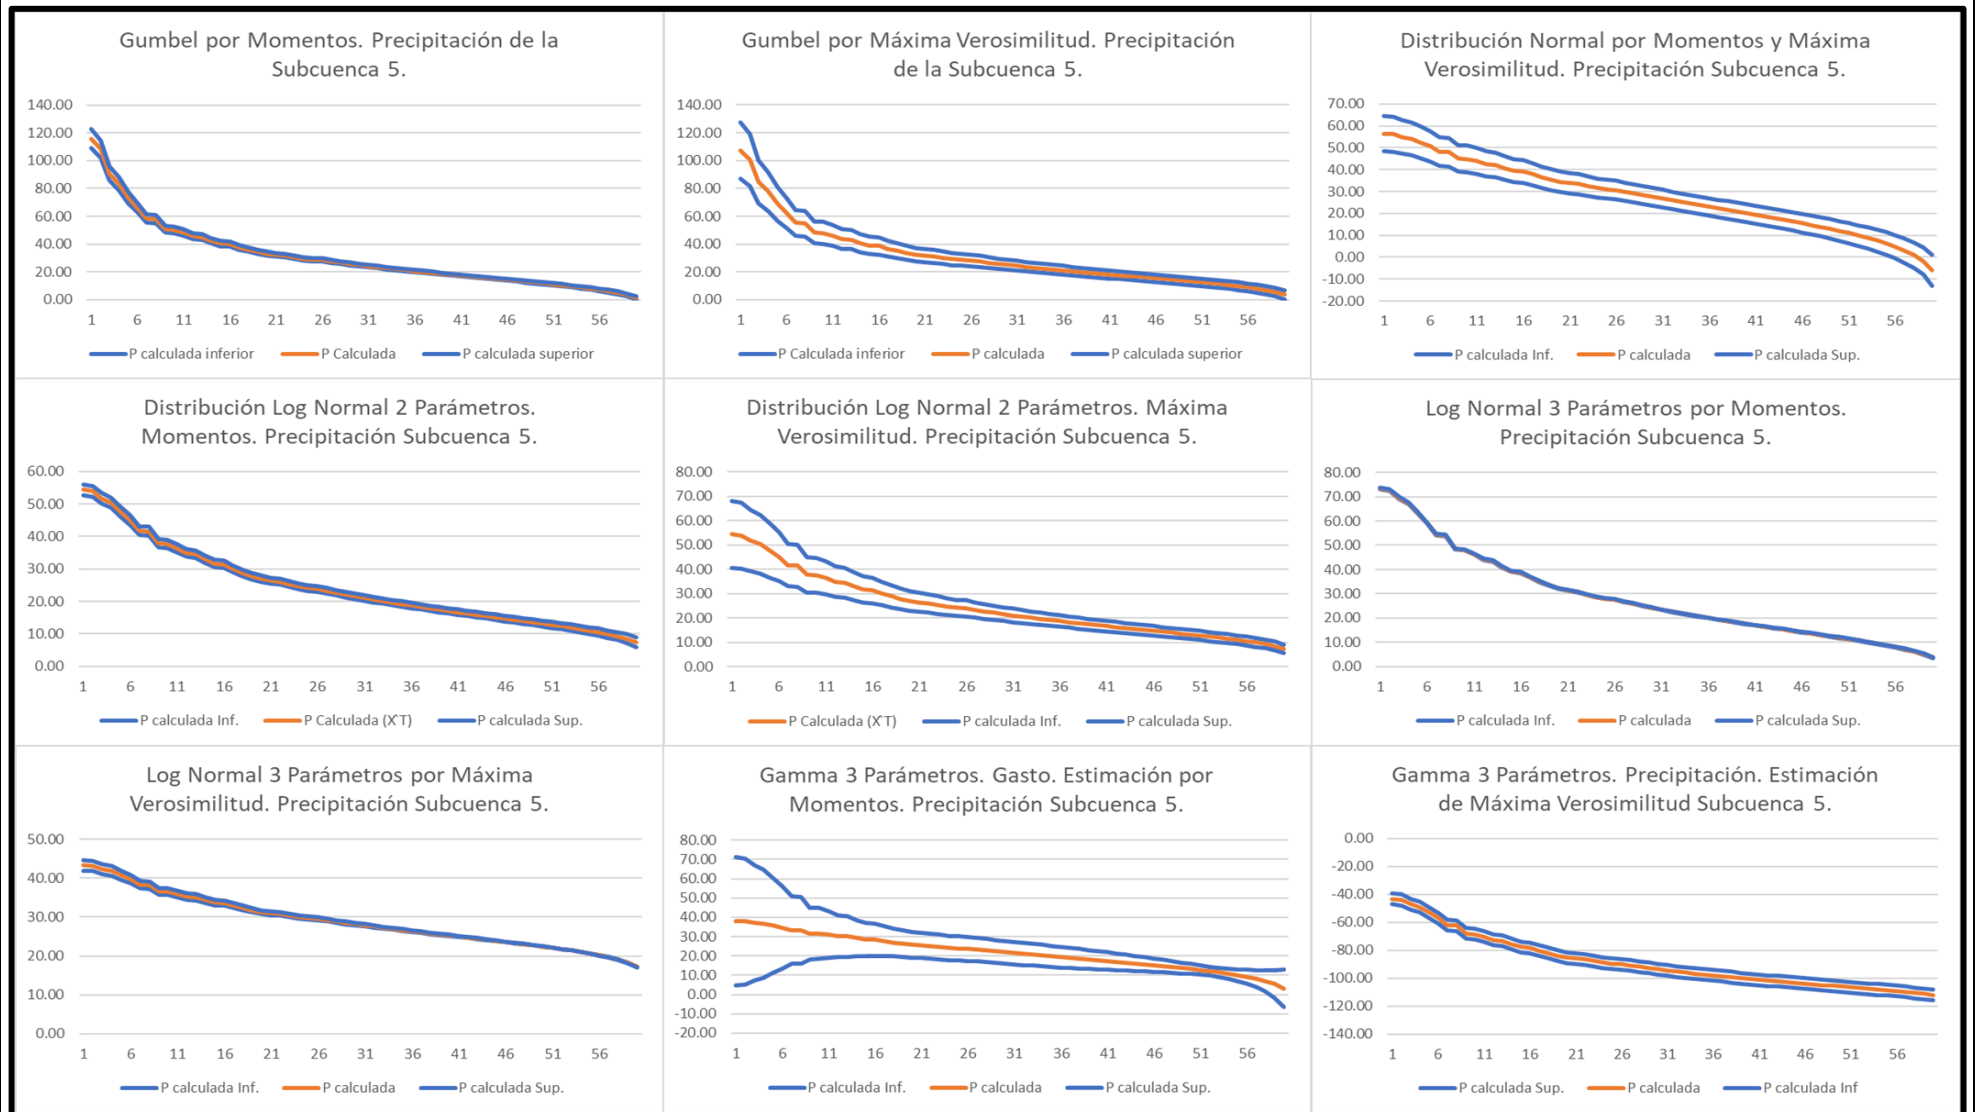 Gumbel por Momentos. Precipitación de la
Subcuenca 5.
140.00
120.00
100.00
80.00
60.00
40.00
20.00
0.00
1 6 11 16 21 26 31 36 41 46 51 56
P calculada inferior P Calculada P calculada superior
Gumbel por Máxima Verosimilitud. Precipitación
de la Subcuenca 5.
140.00
120.00
100.00
80.00
60.00
40.00
20.00
0.00
1 6 11 16 21 26 31 36 41 46 51 56
P Calculada inferior P calculada P calculada superior
Distribución Normal por Momentos y Máxima
Verosimilitud. Precipitación Subcuenca 5.
70.00
60.00
50.00
40.00
30.00
20.00
10.00
0.00
-10.00
-20.00
1 6 11 16 21 26 31 36 41 46 51 56
P calculada Inf. P calculada P calculada Sup.
Distribución Log Normal 2 Parámetros.
Momentos. Precipitación Subcuenca 5.
60.00
50.00
40.00
30.00
20.00
10.00
0.00
1 6 11 16 21 26 31 36 41 46 51 56
P calculada Inf. P Calculada (X'T) P calculada Sup.
Distribución Log Normal 2 Parámetros. Máxima
Verosimilitud. Precipitación Subcuenca 5.
80.00
70.00
60.00
50.00
40.00
30.00
20.00
10.00
0.00
1 6 11 16 21 26 31 36 41 46 51 56
P Calculada (X'T) P calculada Inf. P calculada Sup.
Log Normal 3 Parámetros por Momentos.
Precipitación Subcuenca 5.
80.00
70.00
60.00
50.00
40.00
30.00
20.00
10.00
0.00
1 6 11 16 21 26 31 36 41 46 51 56
P calculada Inf. P calculada P calculada Sup.
Log Normal 3 Parámetros por Máxima
Verosimilitud. Precipitación Subcuenca 5.
50.00
40.00
30.00
20.00
10.00
0.00
1 6 11 16 21 26 31 36 41 46 51 56
P calculada Inf. P calculada P calculada Sup.
Gamma 3 Parámetros. Gasto. Estimación por
Momentos. Precipitación Subcuenca 5.
80.00
70.00
60.00
50.00
40.00
30.00
20.00
10.00
0.00
-10.00
-20.00
1 6 11 16 21 26 31 36 41 46 51 56
P calculada Inf. P calculada P calculada Sup.
Gamma 3 Parámetros. Precipitación. Estimación
de Máxima Verosimilitud Subcuenca 5.
0.00
-20.00
-40.00
-60.00
-80.00
-100.00
-120.00
-140.00
1 6 11 16 21 26 31 36 41 46 51 56
P calculada Sup. P calculada P calculada Inf